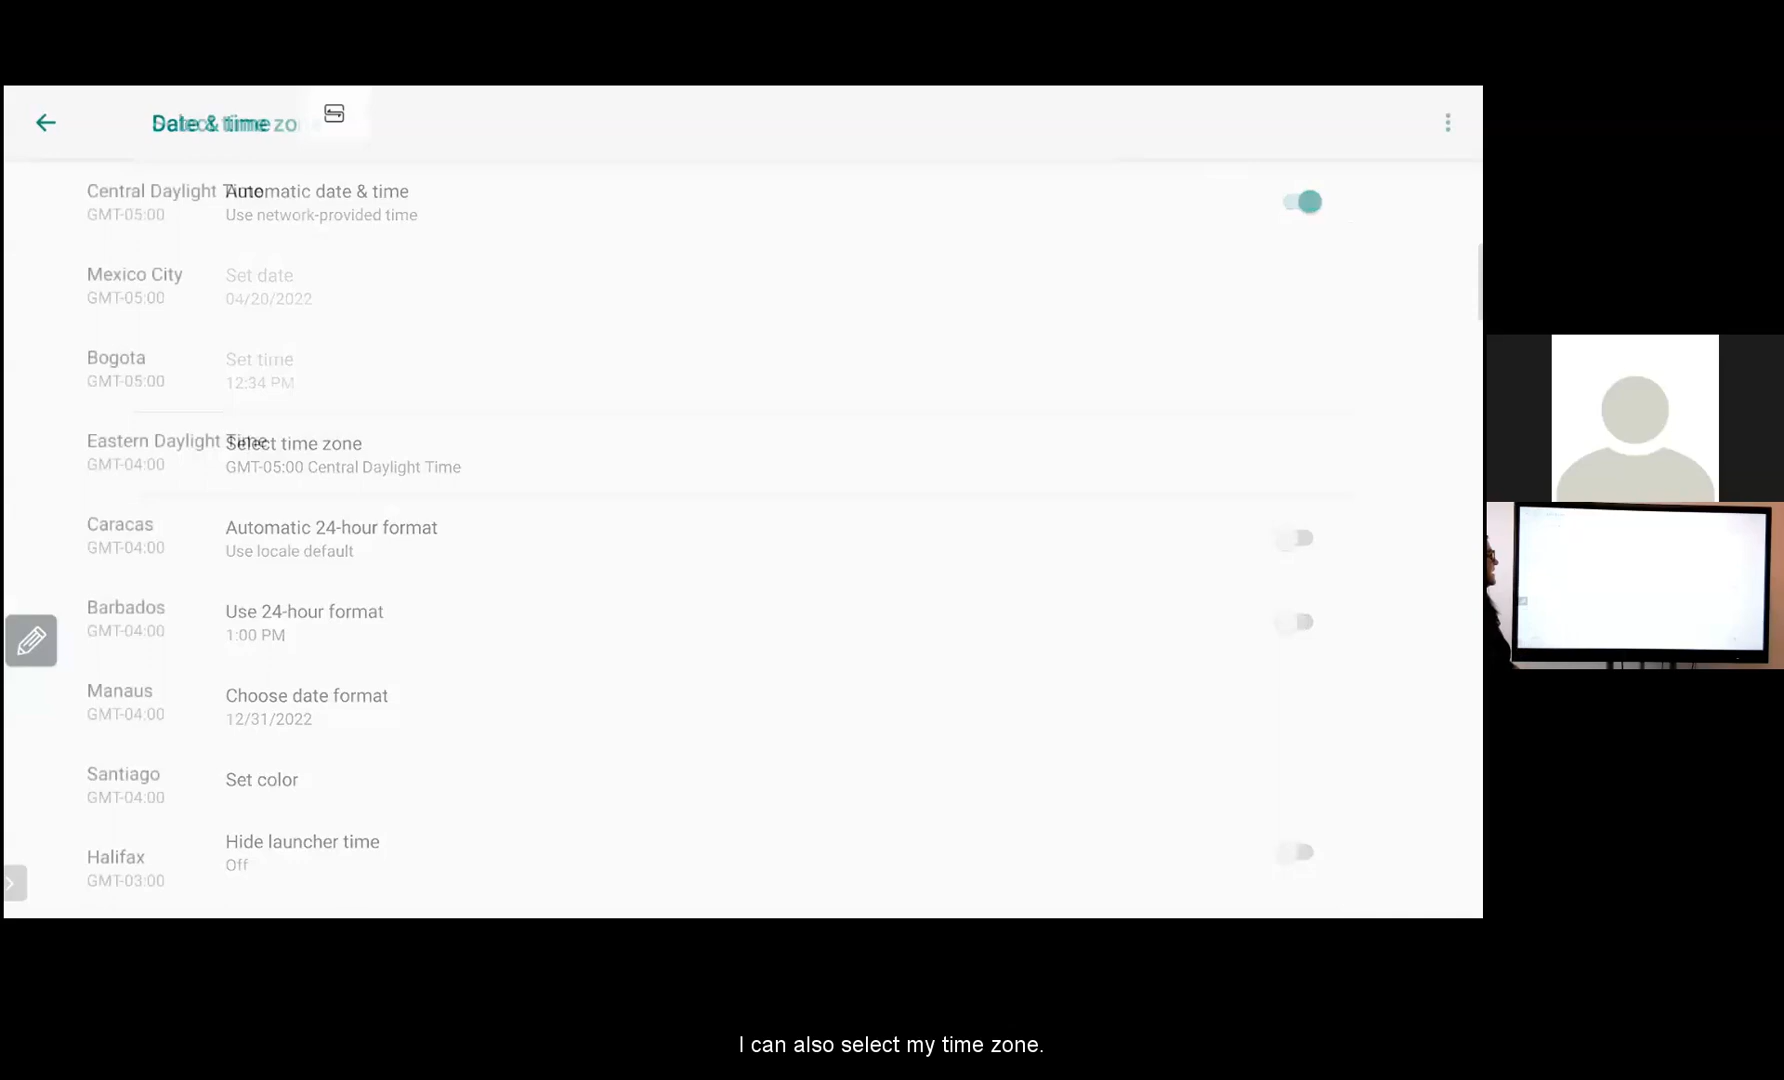 Date & time
Central Daylight Time
GMT-05:00
Automatic date & time
Use network-provided time
Mexico City
GMT-05:00
Set date
04/20/2022
Bogota
GMT-05:00
Set time
12:34 PM
Eastern Daylight Time
GMT-04:00
Select time zone
GMT-05:00 Central Daylight Time
Caracas
GMT-04:00
Automatic 24-hour format
Use locale default
Barbados
GMT-04:00
Use 24-hour format
1:00 PM
Manaus
GMT-04:00
Choose date format
12/31/2022
Santiago
GMT-04:00
Set color
Halifax
GMT-03:00
Hide launcher time
Off
I can also select my time zone.